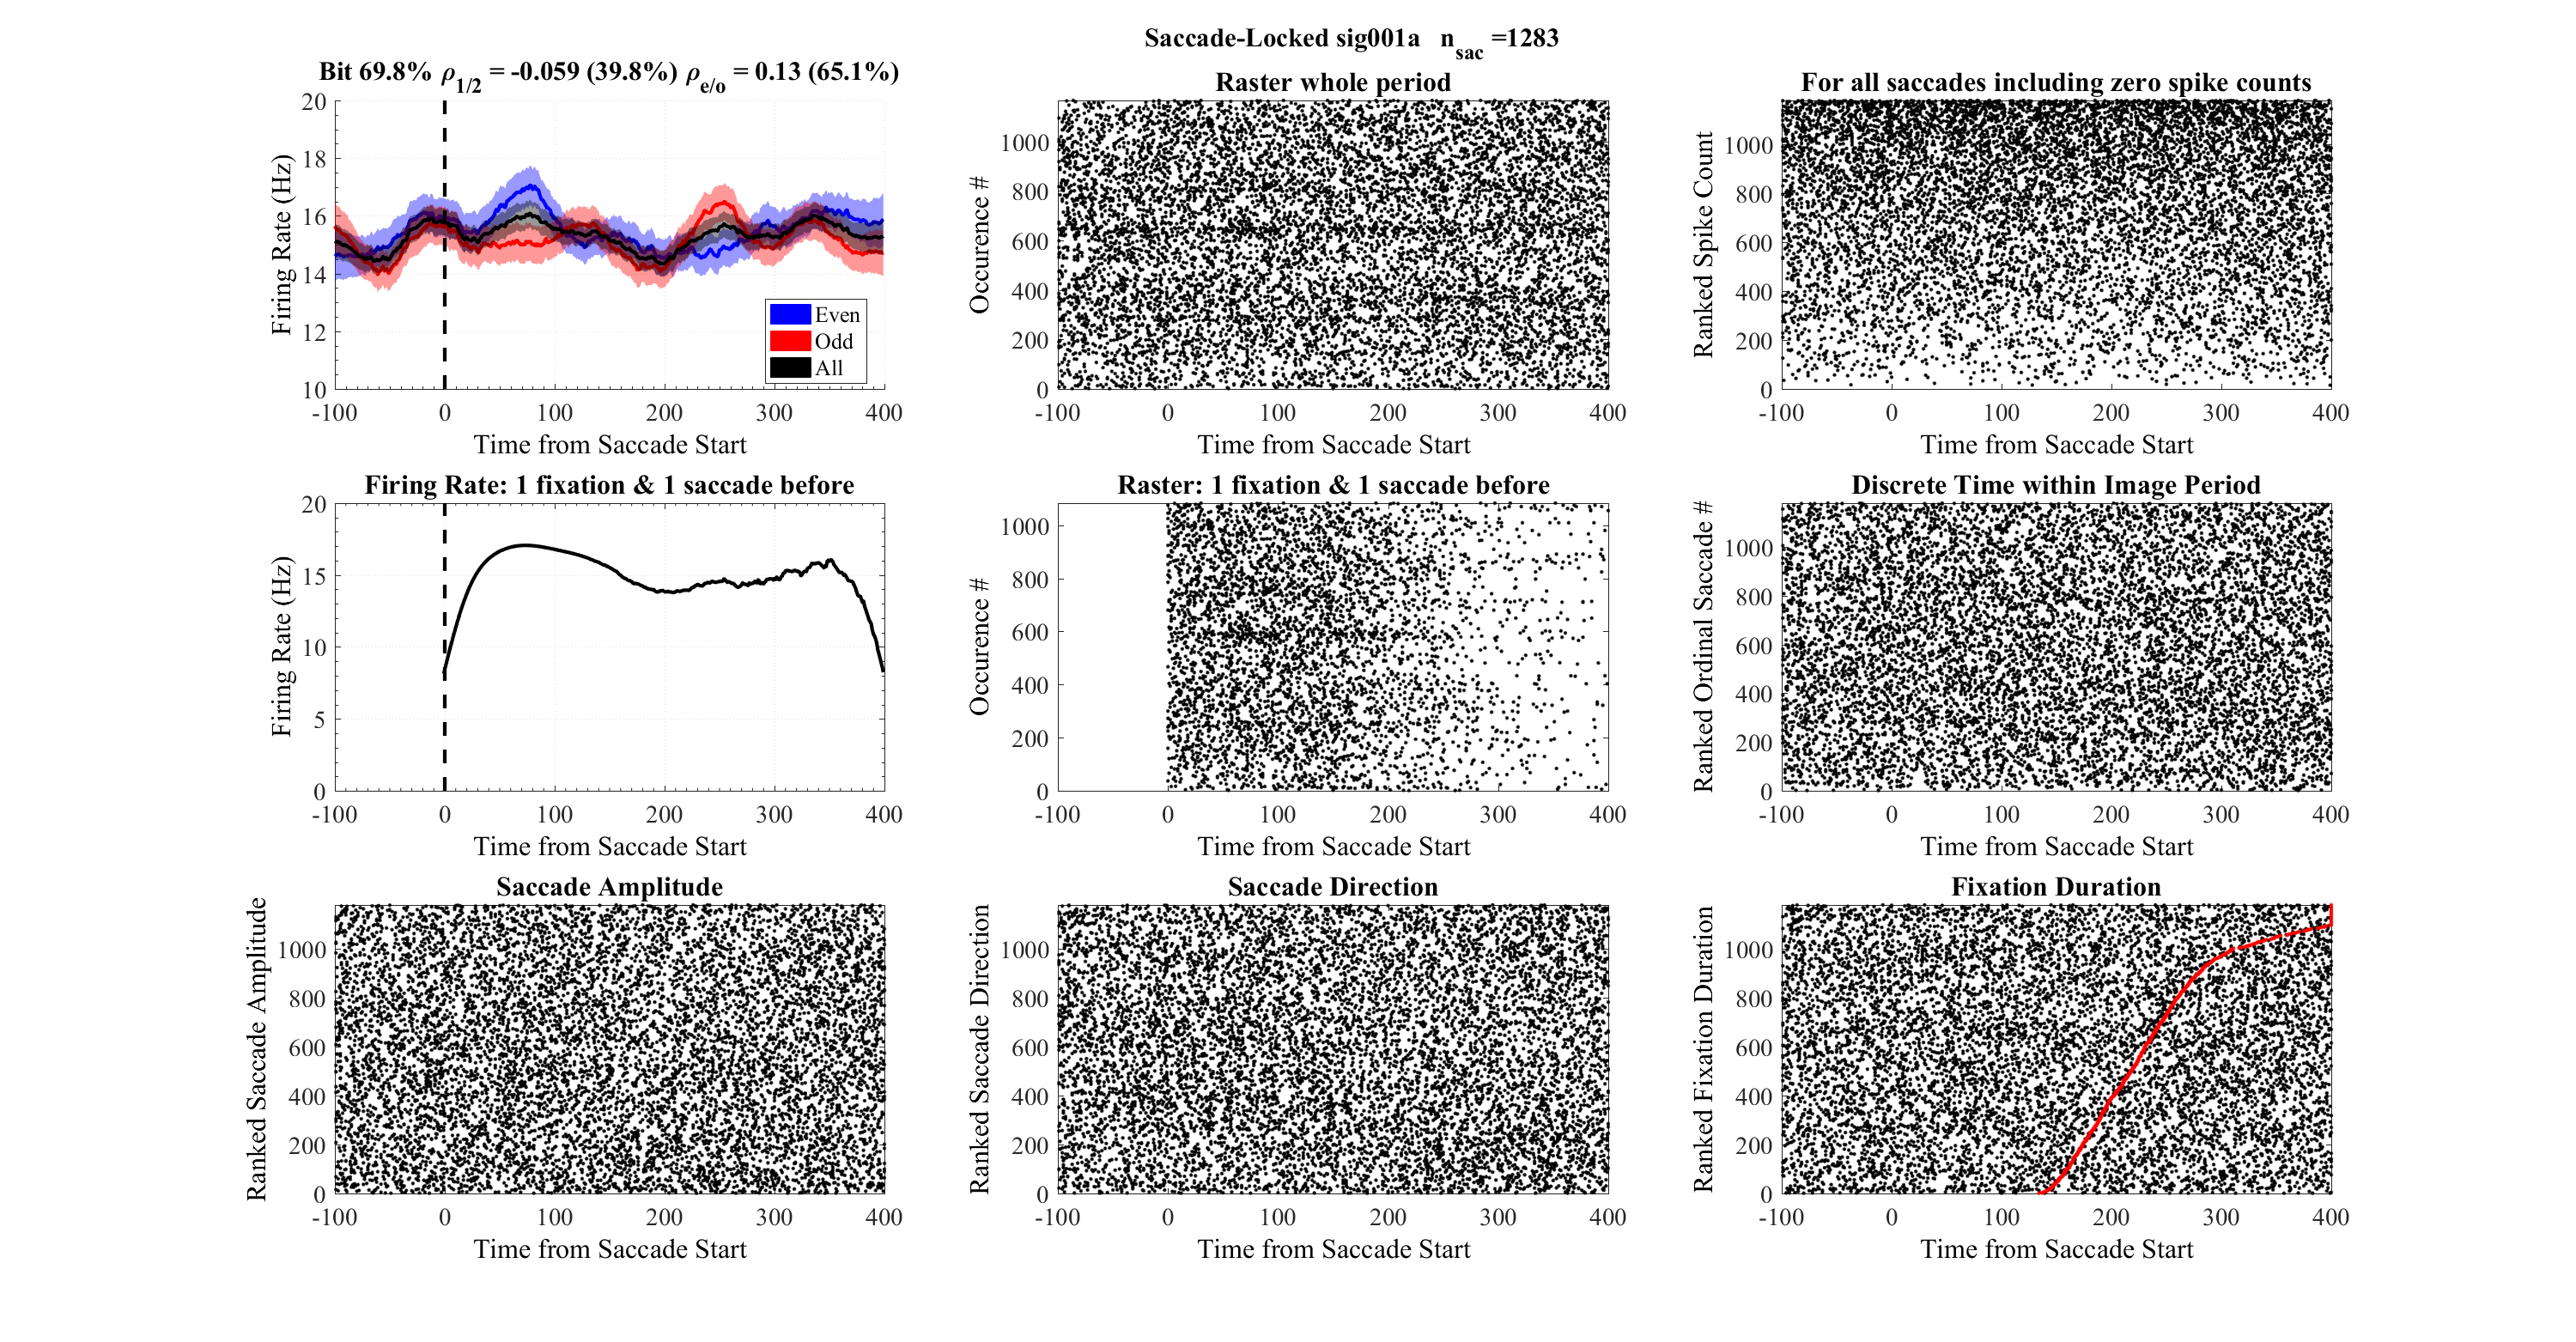 Saccade-Locked sig001a n_sac =1283
Bit 69.8% ρ_1/2 = -0.059 (39.8%) ρ_e/o = 0.13 (65.1%)
Firing Rate (Hz)
20
18
16
14
12
10
Even
Odd
All
-100 0 100 200 300 400
Time from Saccade Start
Raster whole period
Occurence #
1000
800
600
400
200
0
-100 0 100 200 300 400
Time from Saccade Start
For all saccades including zero spike counts
Ranked Spike Count
1000
800
600
400
200
0
-100 0 100 200 300 400
Time from Saccade Start
Firing Rate: 1 fixation & 1 saccade before
Firing Rate (Hz)
20
15
10
5
0
-100 0 100 200 300 400
Time from Saccade Start
Raster: 1 fixation & 1 saccade before
Occurence #
1000
800
600
400
200
0
-100 0 100 200 300 400
Time from Saccade Start
Discrete Time within Image Period
Ranked Ordinal Saccade #
1000
800
600
400
200
0
-100 0 100 200 300 400
Time from Saccade Start
Saccade Amplitude
Ranked Saccade Amplitude
1000
800
600
400
200
0
-100 0 100 200 300 400
Time from Saccade Start
Saccade Direction
Ranked Saccade Direction
1000
800
600
400
200
0
-100 0 100 200 300 400
Time from Saccade Start
Fixation Duration
Ranked Fixation Duration
1000
800
600
400
200
0
-100 0 100 200 300 400
Time from Saccade Start